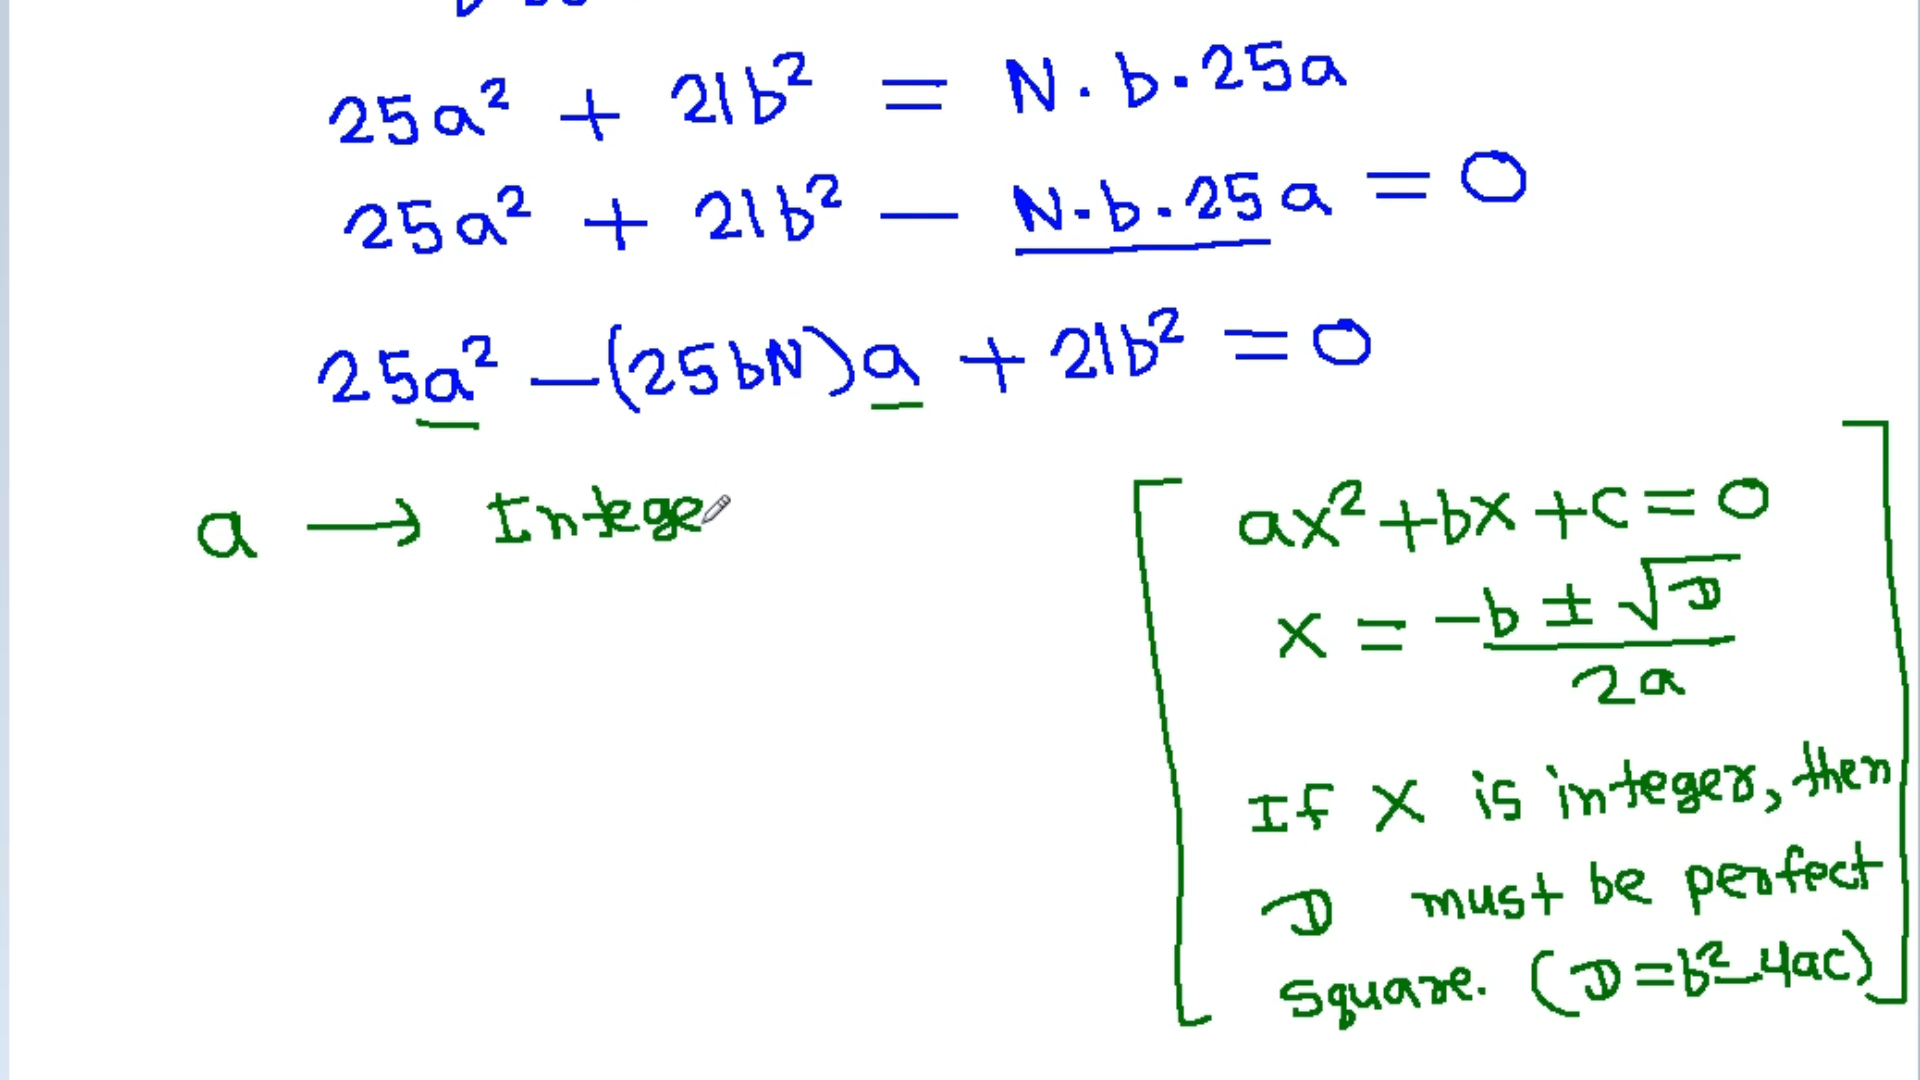 25a² + 21b² = N·b·25a
25a² + 21b² — N·b·25a = 0
25a² —(25bN)a + 21b² = 0
a → Intege
ax²+bx+c=0
x = -b ± √D
2a
If x is integer, then
D must be perfect
square. (D=b²-4ac)